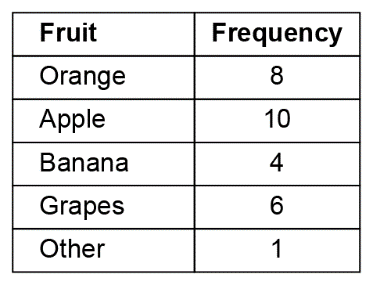 Fruit Frequency
Orange 8
Apple 10
Banana 4
Grapes 6
Other 1